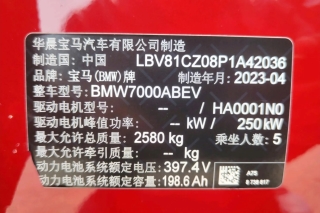 华晨宝马汽车有限公司制造
制造国: 中国 LBV81CZ08P1A42036
品牌: 宝马(BMW)牌 制造年月: 2023-04
整车型号: BMW7000ABEV
驱动电机型号: -- / HA0001N0
驱动电机峰值功率: -- kW / 250 kW
最大允许总质量: 2580 kg 乘坐人数: 5
最大允许牵引质量: -- kg
动力电池系统额定电压: 397.4V
动力电池系统额定容量: 198.6Ah
A75